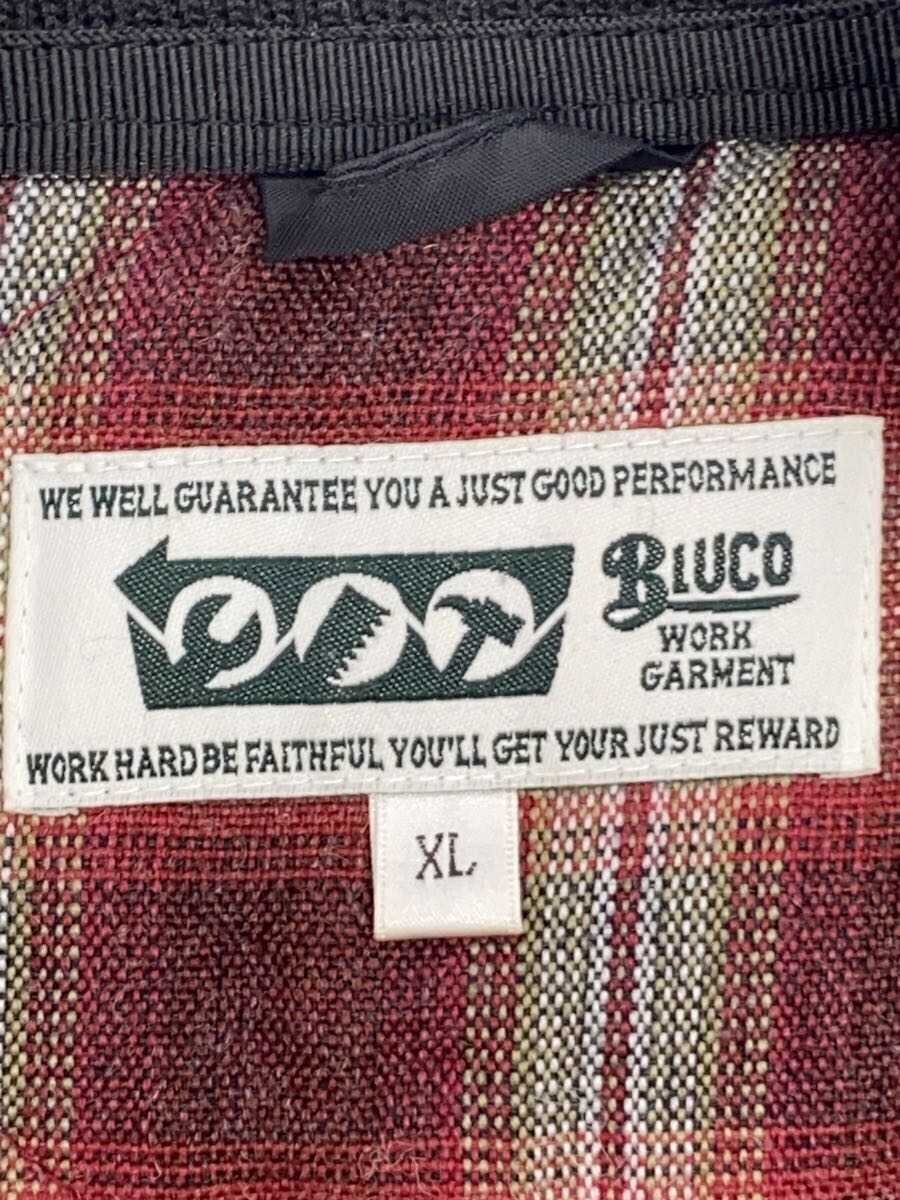 WE WELL GUARANTEE YOU A JUST GOOD PERFORMANCE
BLUCO
WORK
GARMENT
WORK HARD BE FAITHFUL, YOU'LL GET YOUR JUST REWARD
XL